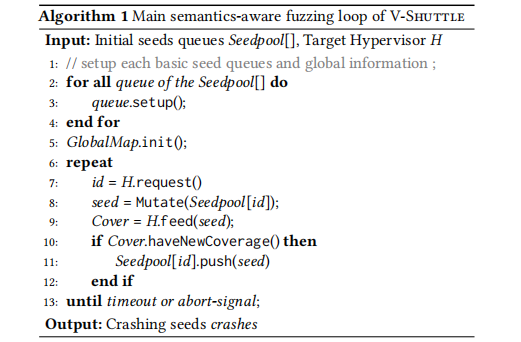 Algorithm 1 Main semantics-aware fuzzing loop of V-SHUTTLE
Input: Initial seeds queues Seedpool[], Target Hypervisor H
1: // setup each basic seed queues and global information ;
2: for all queue of the Seedpool[] do
3: queue.setup();
4: end for
5: GlobalMap.init();
6: repeat
7: id = H.request()
8: seed = Mutate(Seedpool[id]);
9: Cover = H.feed(seed);
10: if Cover.haveNewCoverage() then
11: Seedpool[id].push(seed)
12: end if
13: until timeout or abort-signal;
Output: Crashing seeds crashes